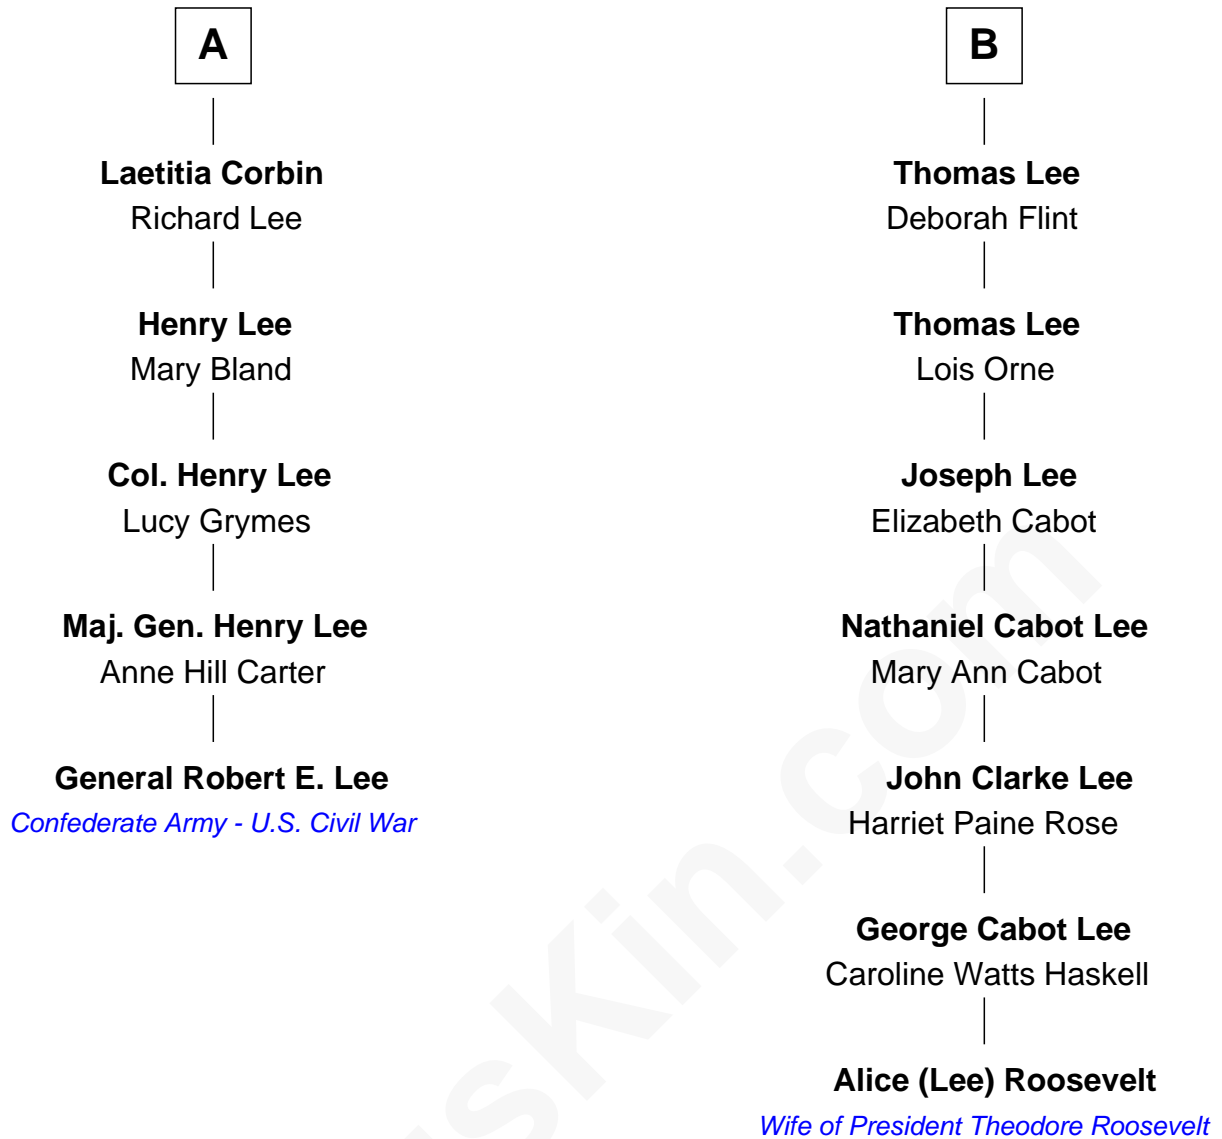 A
Laetitia Corbin
Richard Lee
Henry Lee
Mary Bland
Col. Henry Lee
Lucy Grymes
Maj. Gen. Henry Lee
Anne Hill Carter
General Robert E. Lee
Confederate Army - U.S. Civil War
B
Thomas Lee
Deborah Flint
Thomas Lee
Lois Orne
Joseph Lee
Elizabeth Cabot
Nathaniel Cabot Lee
Mary Ann Cabot
John Clarke Lee
Harriet Paine Rose
George Cabot Lee
Caroline Watts Haskell
Alice (Lee) Roosevelt
Wife of President Theodore Roosevelt
sKin.com